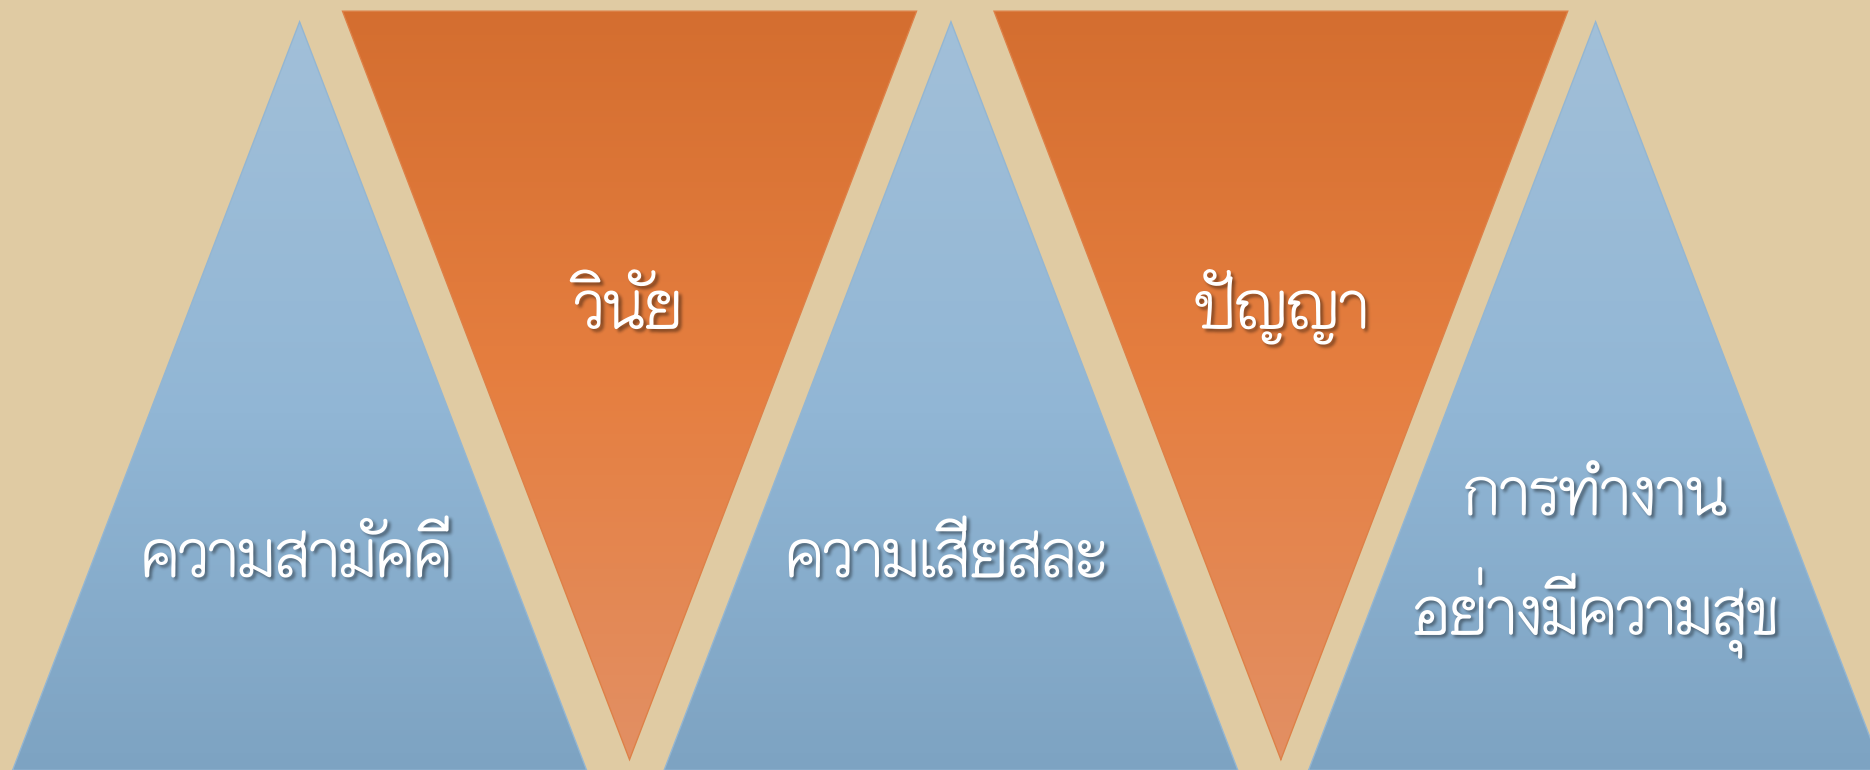 ความสามัคคี
วินัย
ความเสียสละ
ปัญญา
การทำงาน
อย่างมีความสุข